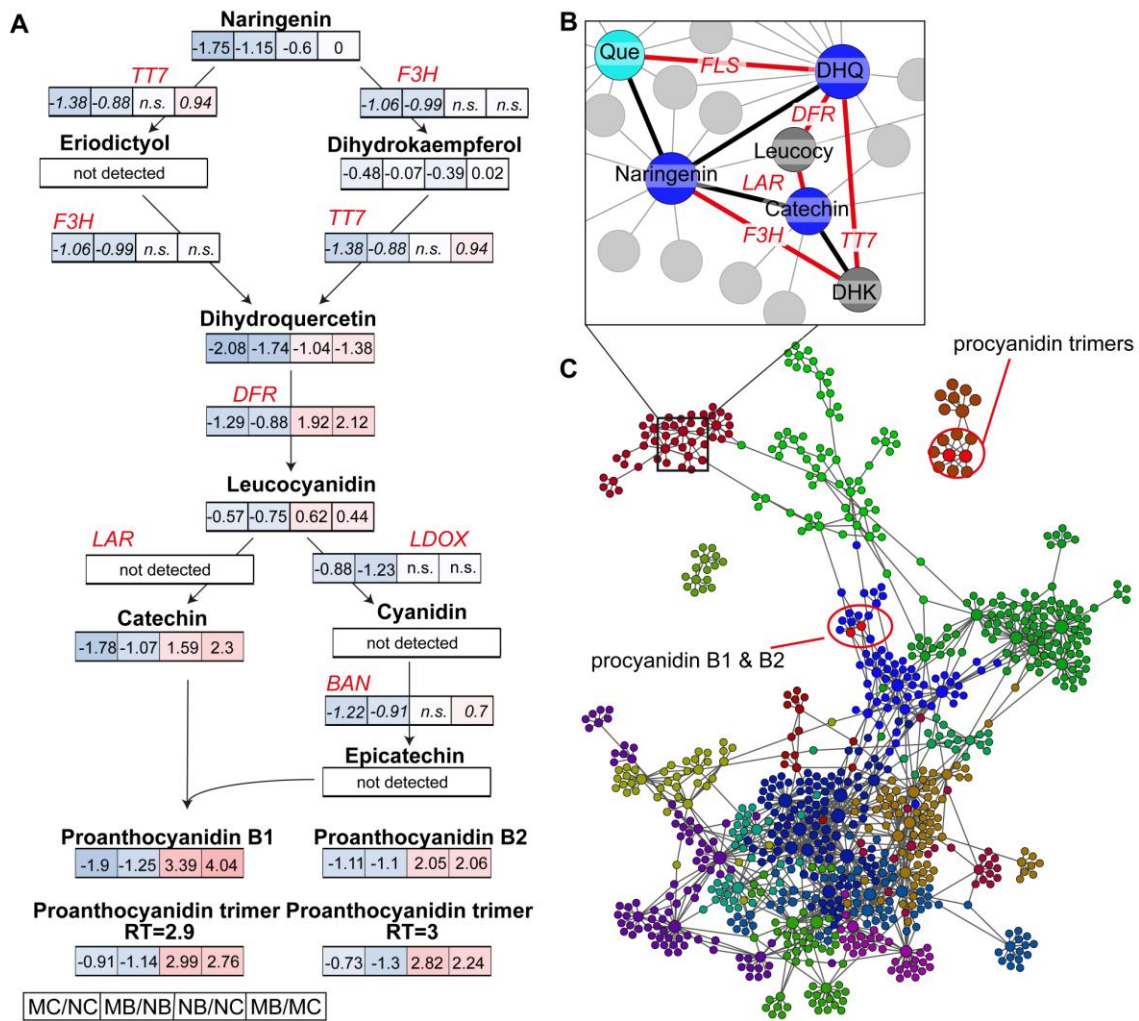 A
Naringenin
-1.75 -1.15 -0.6 0
TT7
F3H
-1.38 -0.88 n.s. 0.94
-1.06 -0.99 n.s. n.s.
Eriodictyol
Dihydrokaempferol
not detected
-0.48 -0.07 -0.39 0.02
F3H
TT7
-1.06 -0.99 n.s. n.s.
-1.38 -0.88 n.s. 0.94
Dihydroquercetin
-2.08 -1.74 -1.04 -1.38
DFR
-1.29 -0.88 1.92 2.12
Leucocyanidin
-0.57 -0.75 0.62 0.44
LAR
LDOX
not detected
-0.88 -1.23 n.s. n.s.
Catechin
Cyanidin
-1.78 -1.07 1.59 2.3
not detected
BAN
-1.22 -0.91 n.s. 0.7
Epicatechin
not detected
Proanthocyanidin B1
Proanthocyanidin B2
-1.9 -1.25 3.39 4.04
-1.11 -1.1 2.05 2.06
Proanthocyanidin trimer
RT=2.9
Proanthocyanidin trimer
RT=3
-0.91 -1.14 2.99 2.76
-0.73 -1.3 2.82 2.24
MC/NC MB/NB NB/NC MB/MC
B
Que
FLS
DHQ
DFR
Leucocy
Naringenin
LAR
Catechin
F3H
TT7
DHK
C
procyanidin trimers
procyanidin B1 & B2